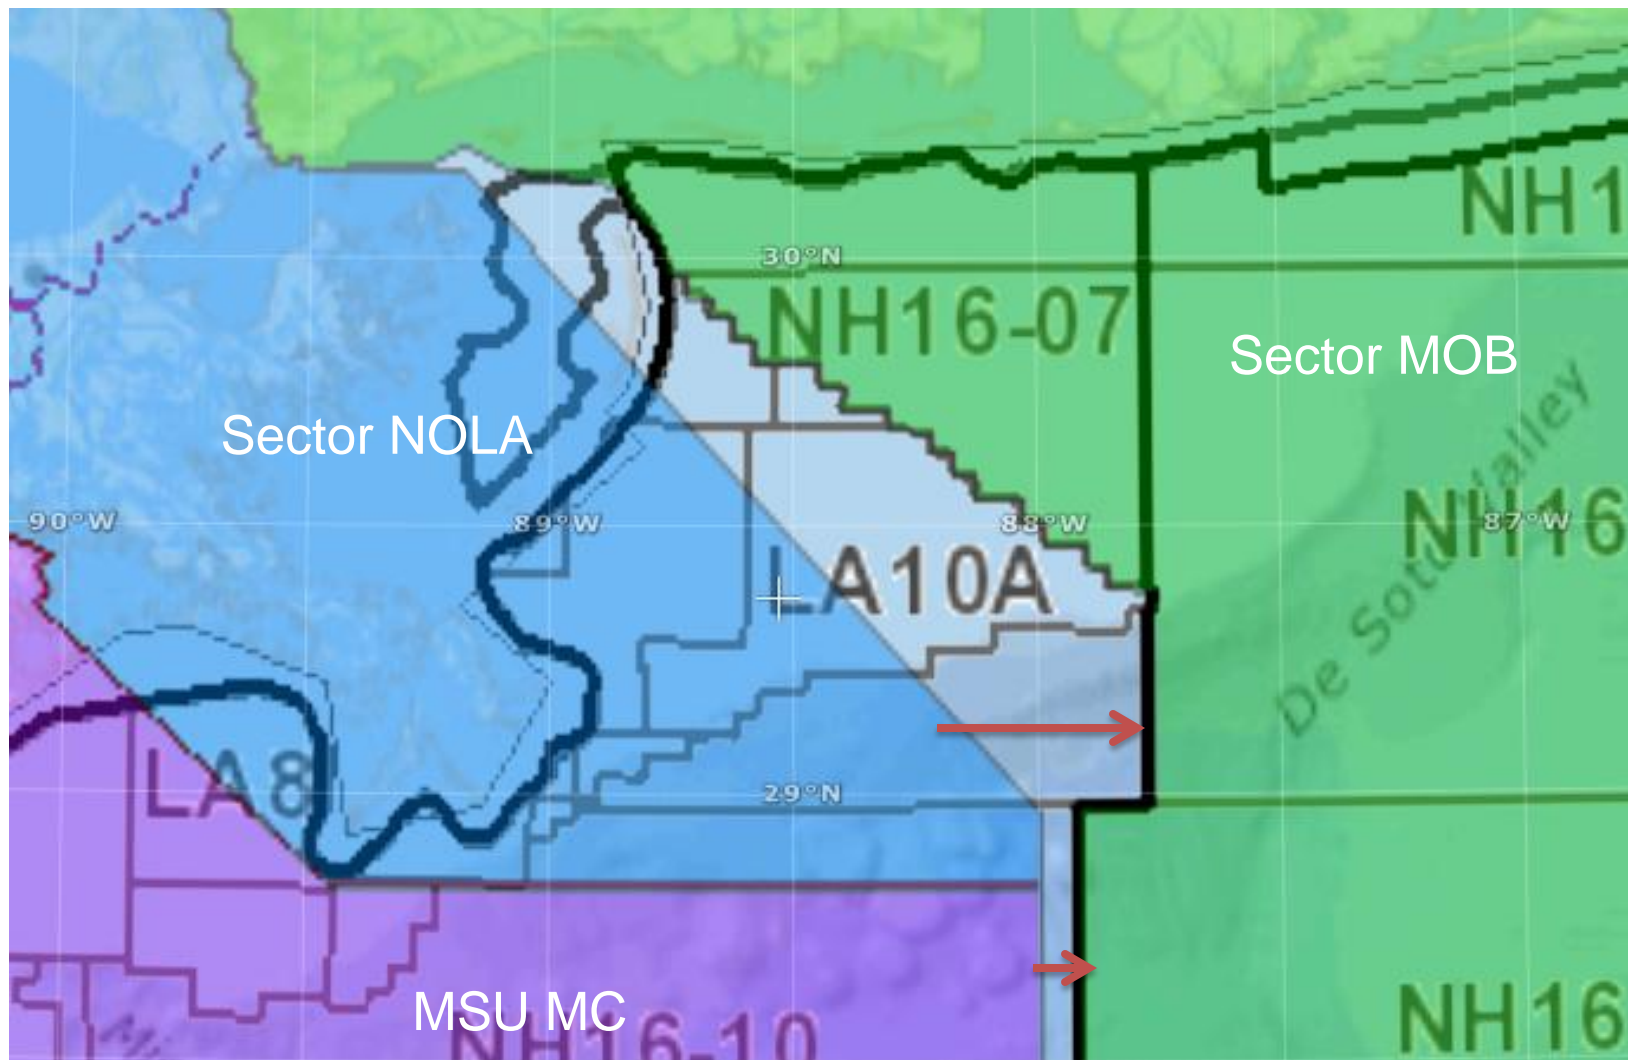 NH1
30°N
NH16-07
Sector MOB
Sector NOLA
90°W
89°W
88°W
87°W
NH16
LA10A
De Soto Valley
LA8
29°N
MSU MC
NH16-10
NH16